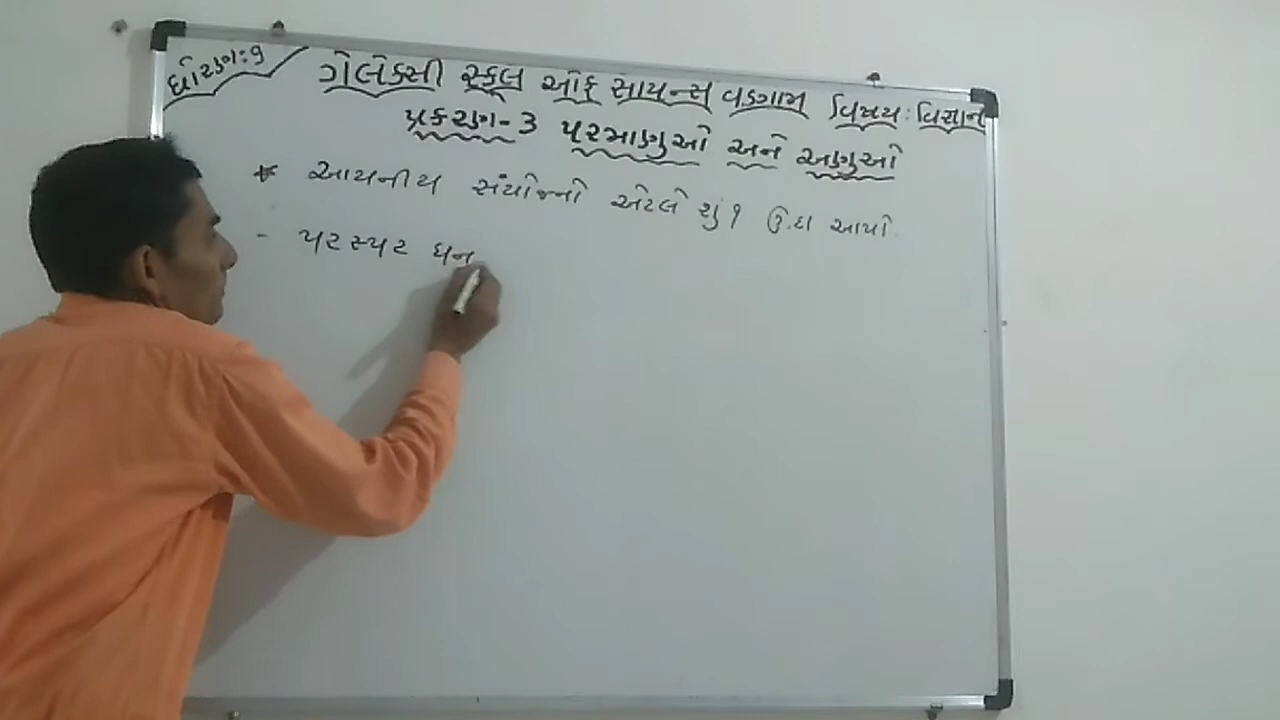 ધોરણ:૯
ગેલેક્સી સ્કૂલ ઓફ સાયન્સ વડગામ વિષય: વિજ્ઞાન
પ્રકરણ-૩ પરમાણુઓ અને અણુઓ
* આયનીય સંયોજનો એટલે શું? ઉ.દા આપો.
- પરસ્પર ધન